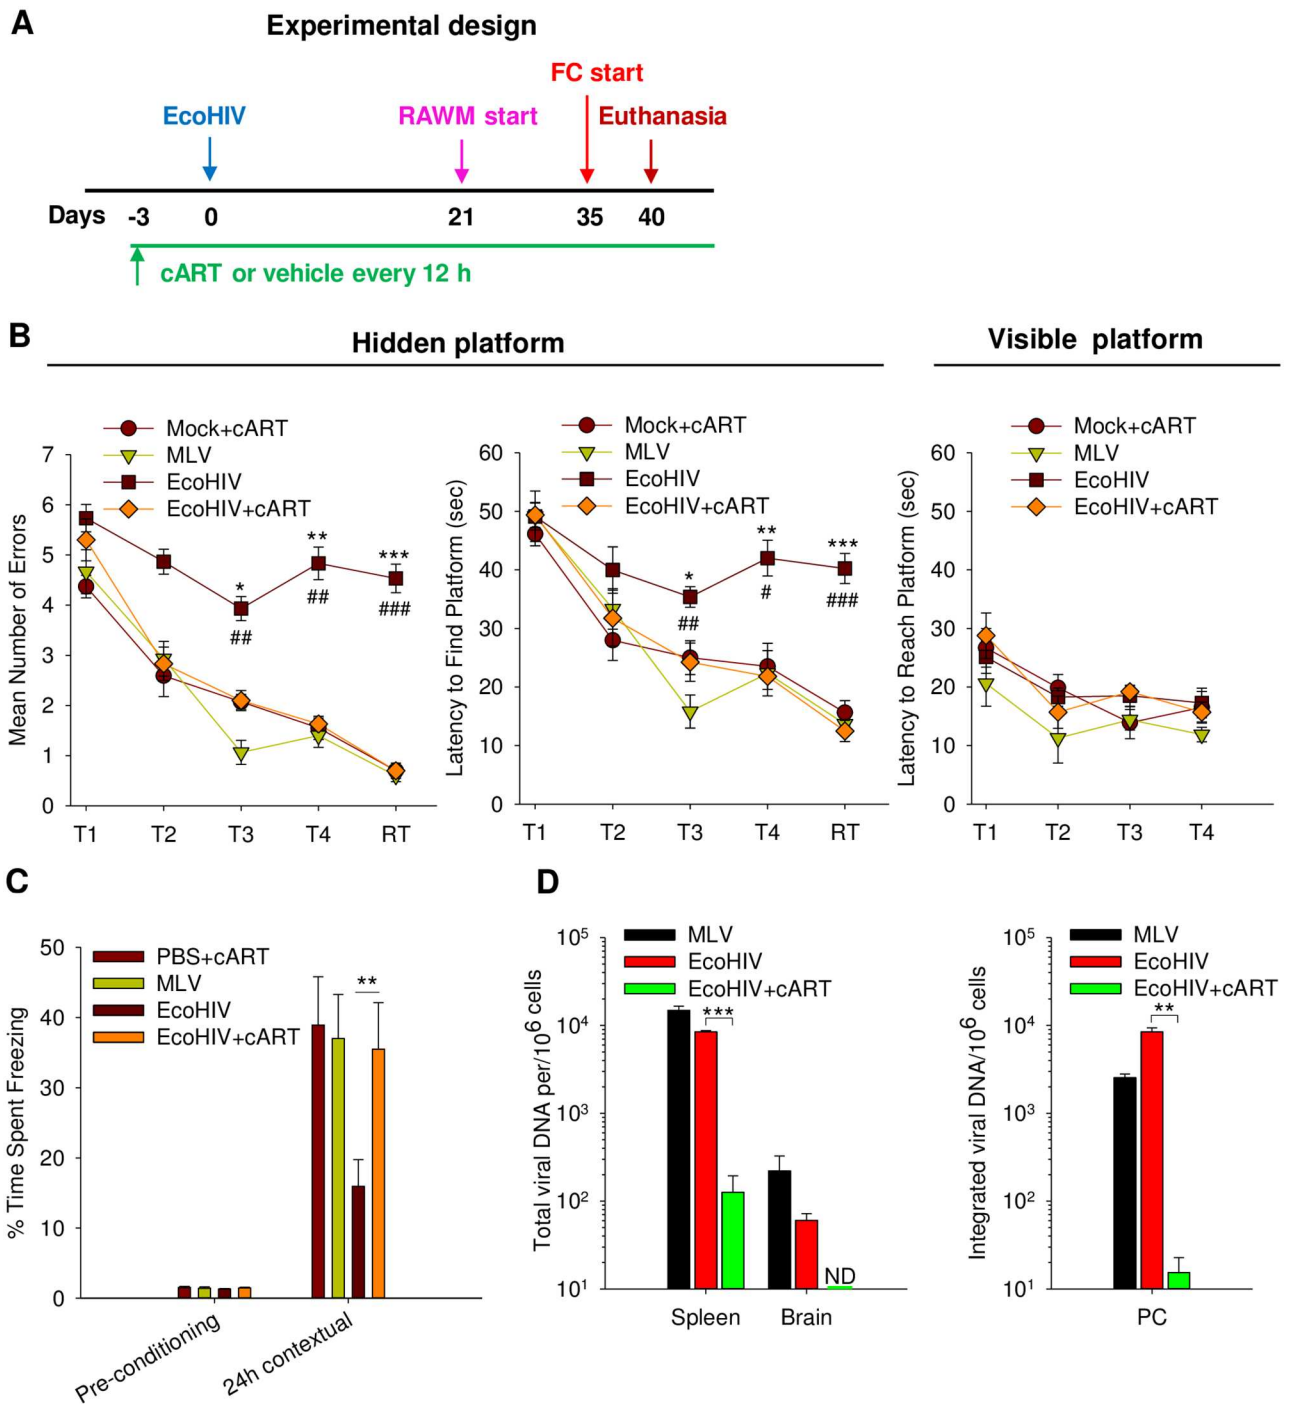 A
Experimental design
FC start
EcoHIV
RAWM start
Euthanasia
Days
-3
0
21
35
40
cART or vehicle every 12 h
B
Hidden platform
Visible platform
Mock+cART
MLV
EcoHIV
EcoHIV+cART
Mean Number of Errors
7
6
5
4
3
2
1
0
*
##
**
##
***
###
T1
T2
T3
T4
RT
Mock+cART
MLV
EcoHIV
EcoHIV+cART
Latency to Find Platform (sec)
60
50
40
30
20
10
0
*
##
**
#
***
###
T1
T2
T3
T4
RT
Mock+cART
MLV
EcoHIV
EcoHIV+cART
Latency to Reach Platform (sec)
60
50
40
30
20
10
0
T1
T2
T3
T4
C
% Time Spent Freezing
50
40
30
20
10
0
PBS+cART
MLV
EcoHIV
EcoHIV+cART
**
Pre-conditioning
24h contextual
D
Total viral DNA per/10⁶ cells
10⁵
10⁴
10³
10²
10¹
MLV
EcoHIV
EcoHIV+cART
***
ND
Spleen
Brain
Integrated viral DNA/10⁶ cells
10⁵
10⁴
10³
10²
10¹
MLV
EcoHIV
EcoHIV+cART
**
PC